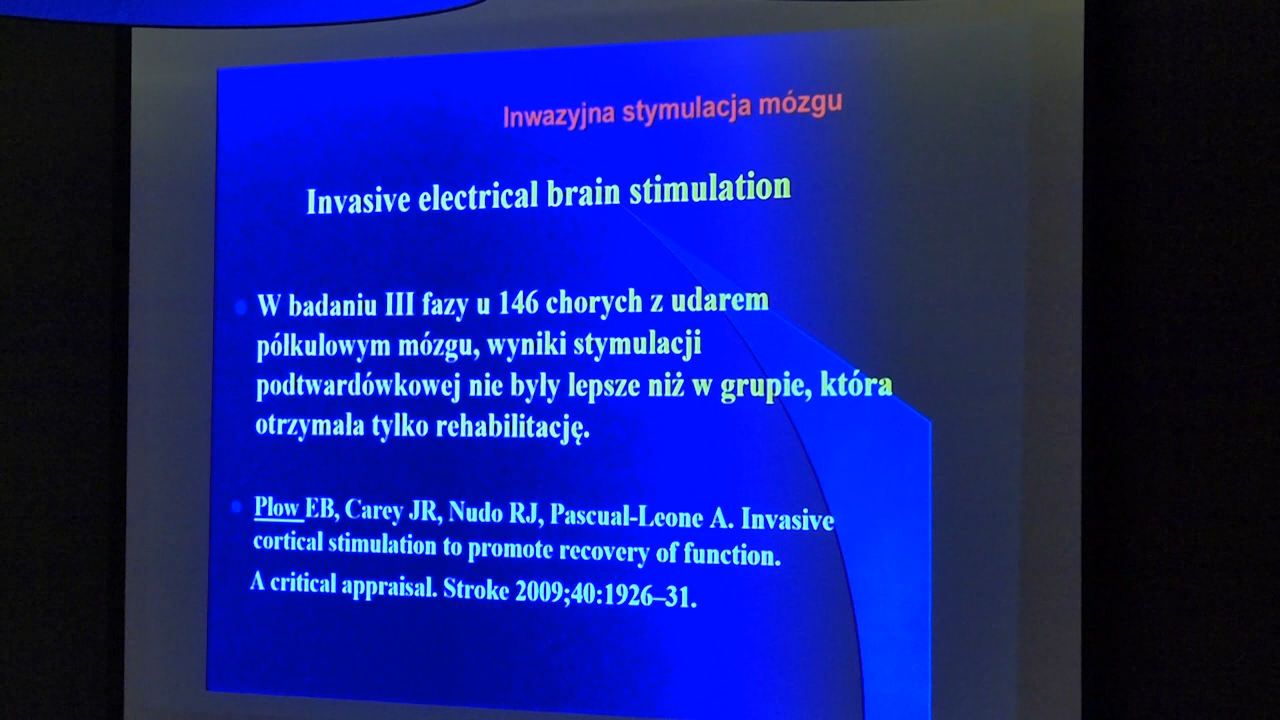 Inwazyjna stymulacja mózgu
Invasive electrical brain stimulation
W badaniu III fazy u 146 chorych z udarem
półkulowym mózgu, wyniki stymulacji
podtwardówkowej nie były lepsze niż w grupie, która
otrzymała tylko rehabilitację.
Plow EB, Carey JR, Nudo RJ, Pascual-Leone A. Invasive
cortical stimulation to promote recovery of function.
A critical appraisal. Stroke 2009;40:1926–31.